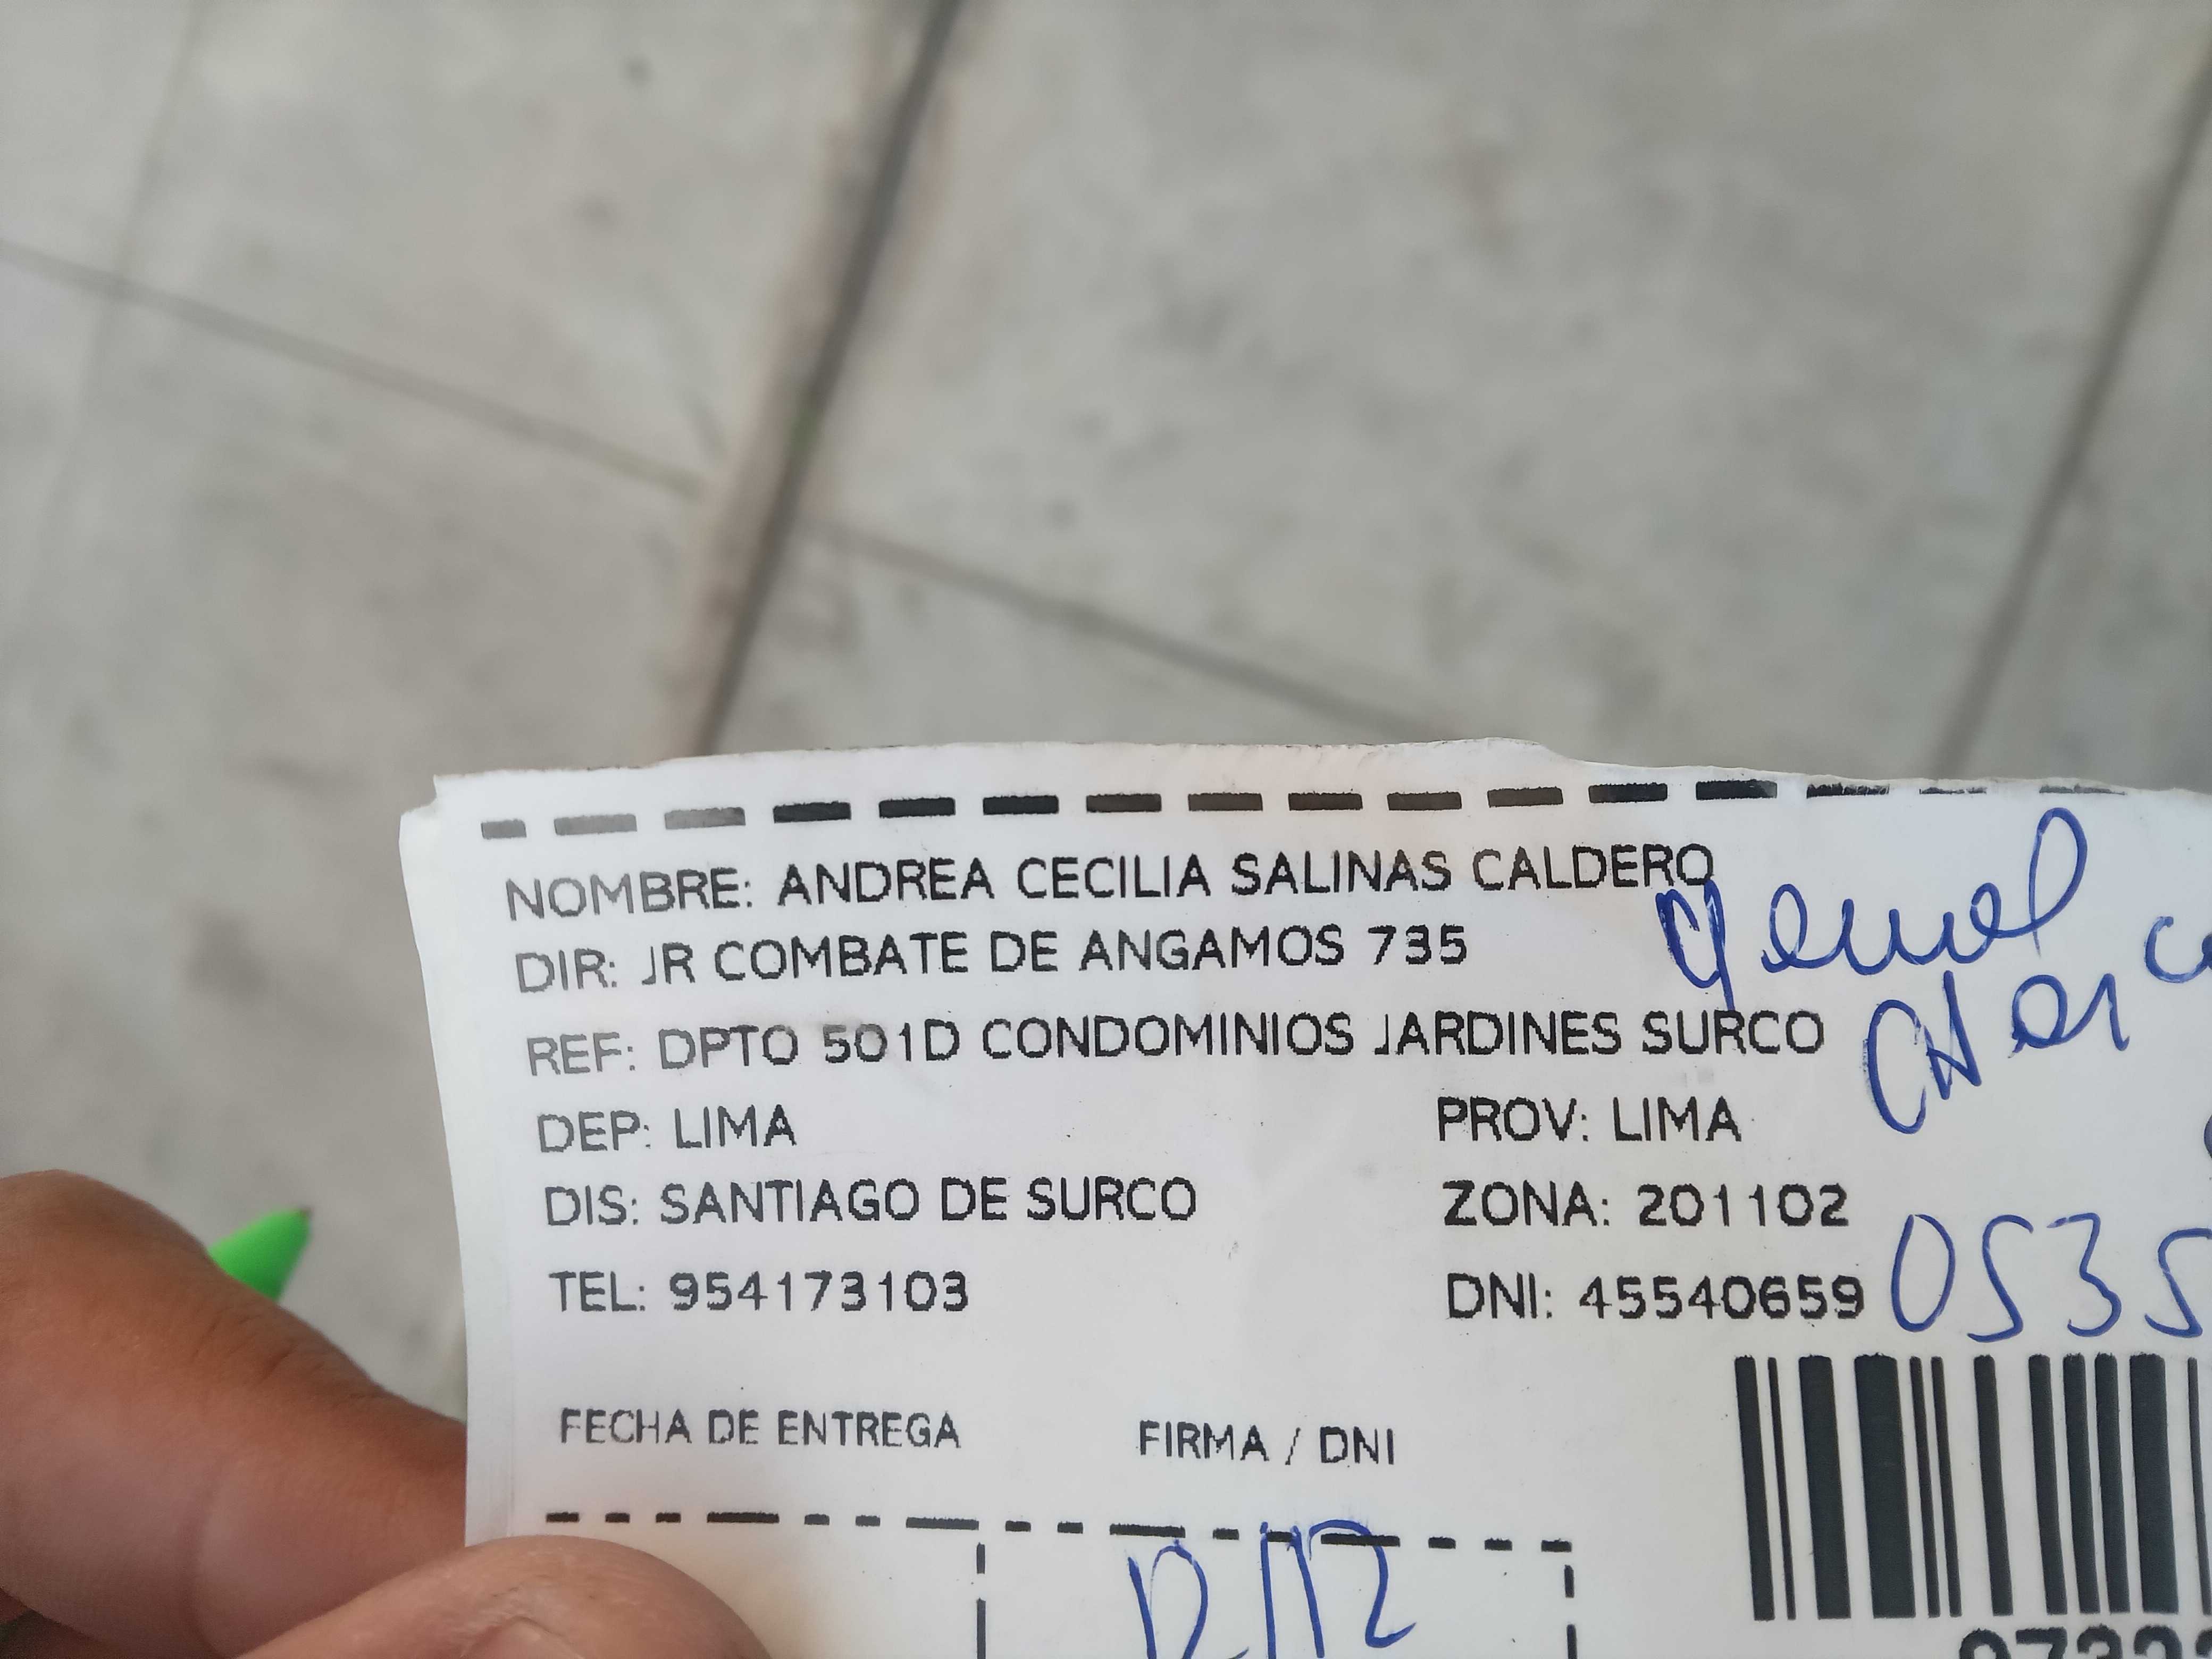 NOMBRE: ANDREA CECILIA SALINAS CALDERO
DIR: JR COMBATE DE ANGAMOS 735
REF: DPTO 501D CONDOMINIOS JARDINES SURCO
DEP: LIMA PROV: LIMA
DIS: SANTIAGO DE SURCO ZONA: 201102
TEL: 954173103 DNI: 45540659
0535
FECHA DE ENTREGA FIRMA / DNI